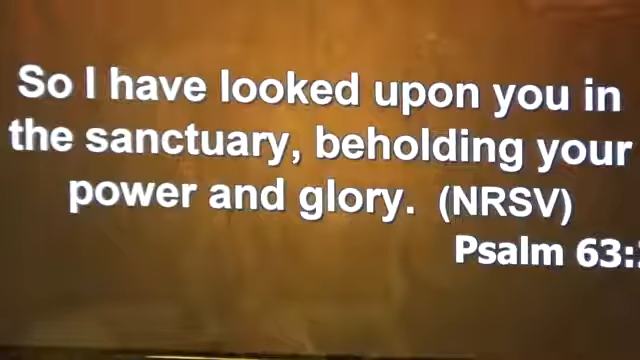 So I have looked upon you in
the sanctuary, beholding your
power and glory. (NRSV)
Psalm 63: